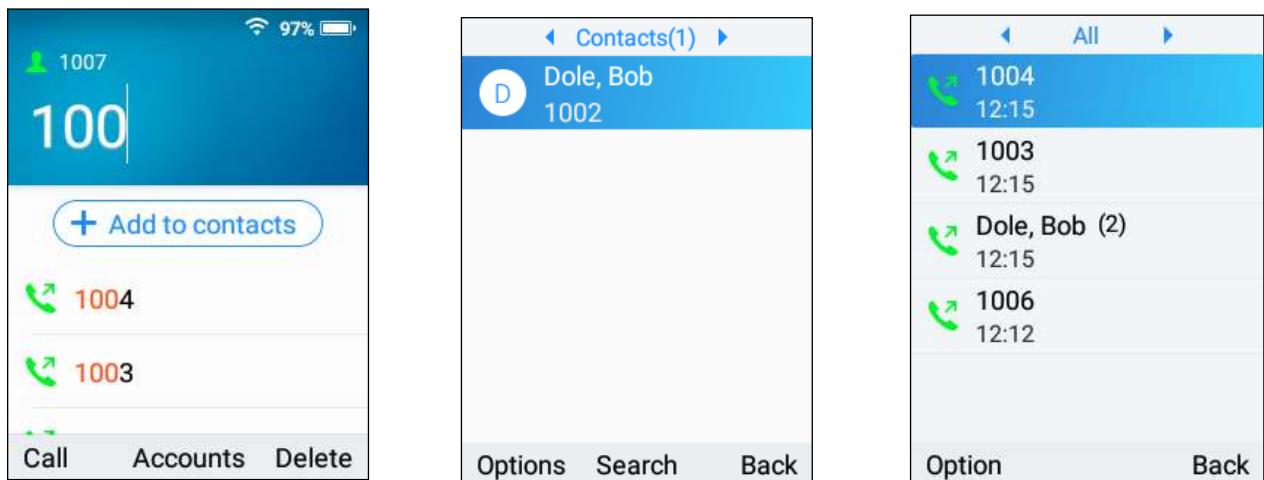 97%
1007
100
+ Add to contacts
1004
1003
Call Accounts Delete
Contacts(1)
D
Dole, Bob
1002
Options Search Back
All
1004
12:15
1003
12:15
Dole, Bob (2)
12:15
1006
12:12
Option Back